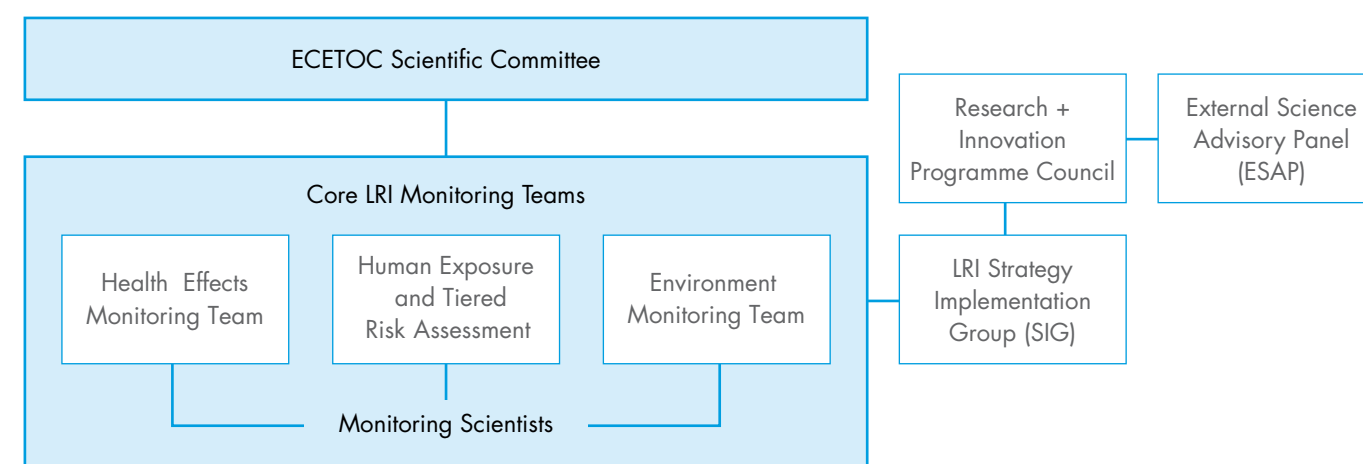 ECETOC Scientific Committee
Research +
Innovation
Programme Council
External Science
Advisory Panel
(ESAP)
Core LRI Monitoring Teams
Health Effects
Monitoring Team
Human Exposure
and Tiered
Risk Assessment
Environment
Monitoring Team
LRI Strategy
Implementation
Group (SIG)
Monitoring Scientists